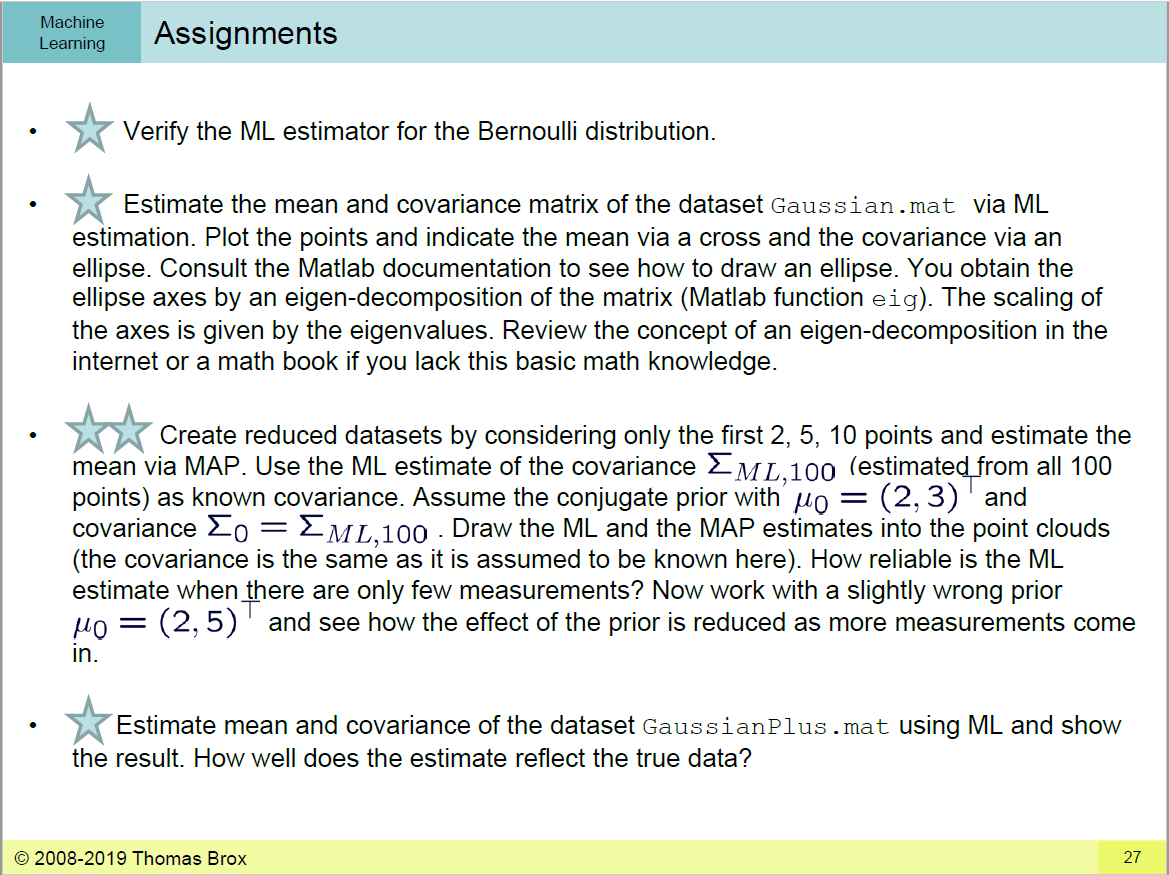 Machine
Learning
Assignments
• Verify the ML estimator for the Bernoulli distribution.
• Estimate the mean and covariance matrix of the dataset Gaussian.mat via ML
estimation. Plot the points and indicate the mean via a cross and the covariance via an
ellipse. Consult the Matlab documentation to see how to draw an ellipse. You obtain the
ellipse axes by an eigen-decomposition of the matrix (Matlab function eig). The scaling of
the axes is given by the eigenvalues. Review the concept of an eigen-decomposition in the
internet or a math book if you lack this basic math knowledge.
• Create reduced datasets by considering only the first 2, 5, 10 points and estimate the
mean via MAP. Use the ML estimate of the covariance Σ_{ML,100} (estimated from all 100
points) as known covariance. Assume the conjugate prior with μ₀ = (2, 3)^⊤ and
covariance Σ₀ = Σ_{ML,100} . Draw the ML and the MAP estimates into the point clouds
(the covariance is the same as it is assumed to be known here). How reliable is the ML
estimate when there are only few measurements? Now work with a slightly wrong prior
μ₀ = (2, 5)^⊤ and see how the effect of the prior is reduced as more measurements come
in.
• Estimate mean and covariance of the dataset GaussianPlus.mat using ML and show
the result. How well does the estimate reflect the true data?
© 2008-2019 Thomas Brox
27